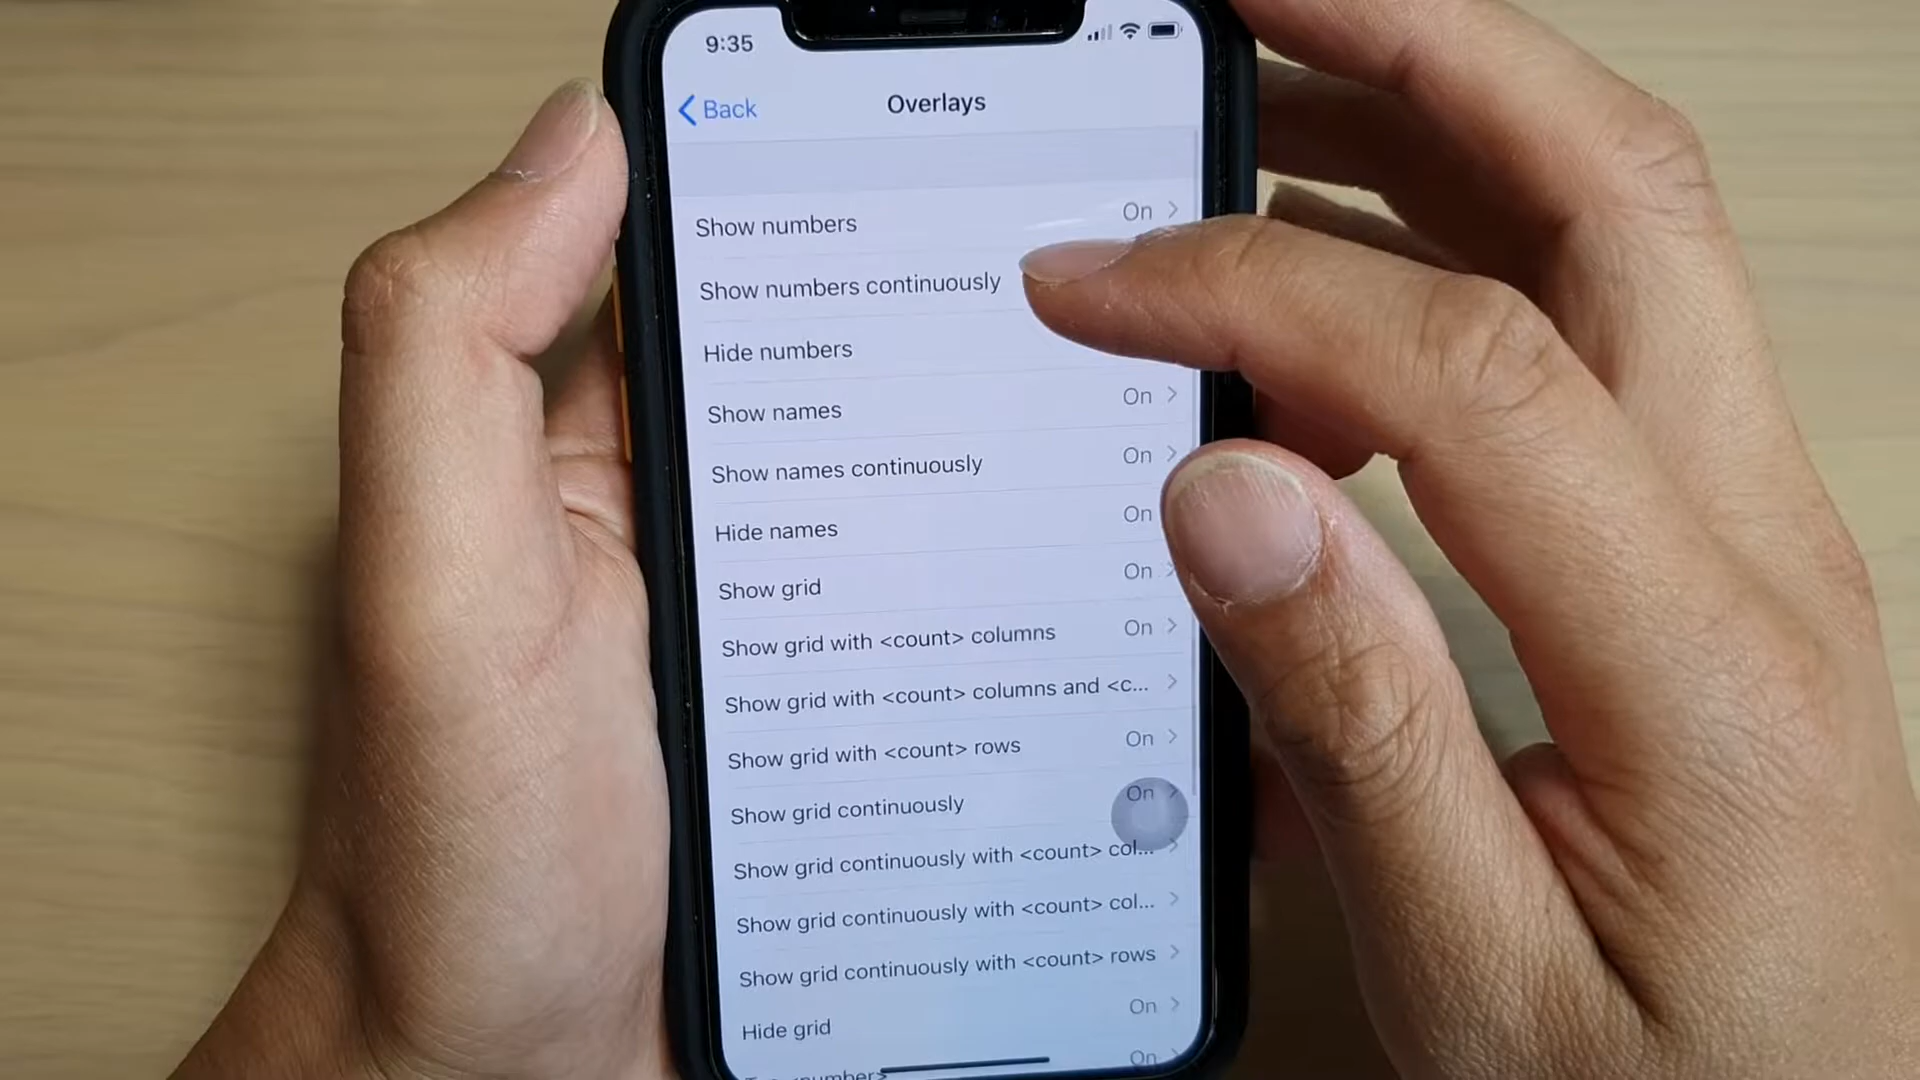 9:35
Back
Overlays
Show numbers On
Show numbers continuously
Hide numbers
Show names On
Show names continuously On
Hide names On
Show grid On
Show grid with <count> columns On
Show grid with <count> columns and <c...
Show grid with <count> rows On
Show grid continuously On
Show grid continuously with <count> col...
Show grid continuously with <count> col...
Show grid continuously with <count> rows
Hide grid On
<number> On